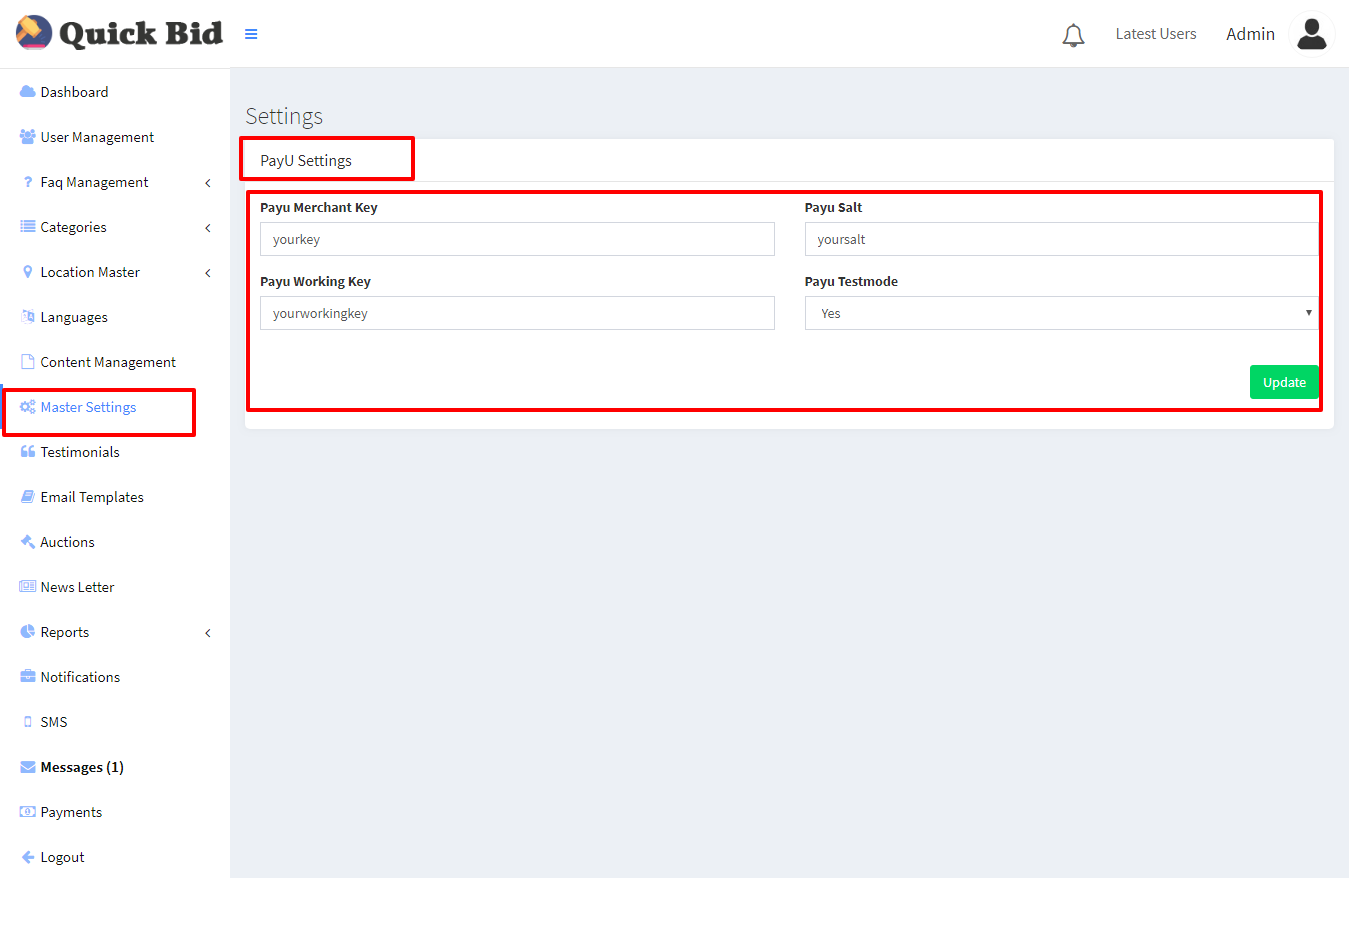 Quick Bid
Latest Users
Admin
Dashboard
User Management
Faq Management
Categories
Location Master
Languages
Content Management
Master Settings
Testimonials
Email Templates
Auctions
News Letter
Reports
Notifications
SMS
Messages (1)
Payments
Logout
Settings
PayU Settings
Payu Merchant Key
yourkey
Payu Salt
yoursalt
Payu Working Key
yourworkingkey
Payu Testmode
Yes
Update